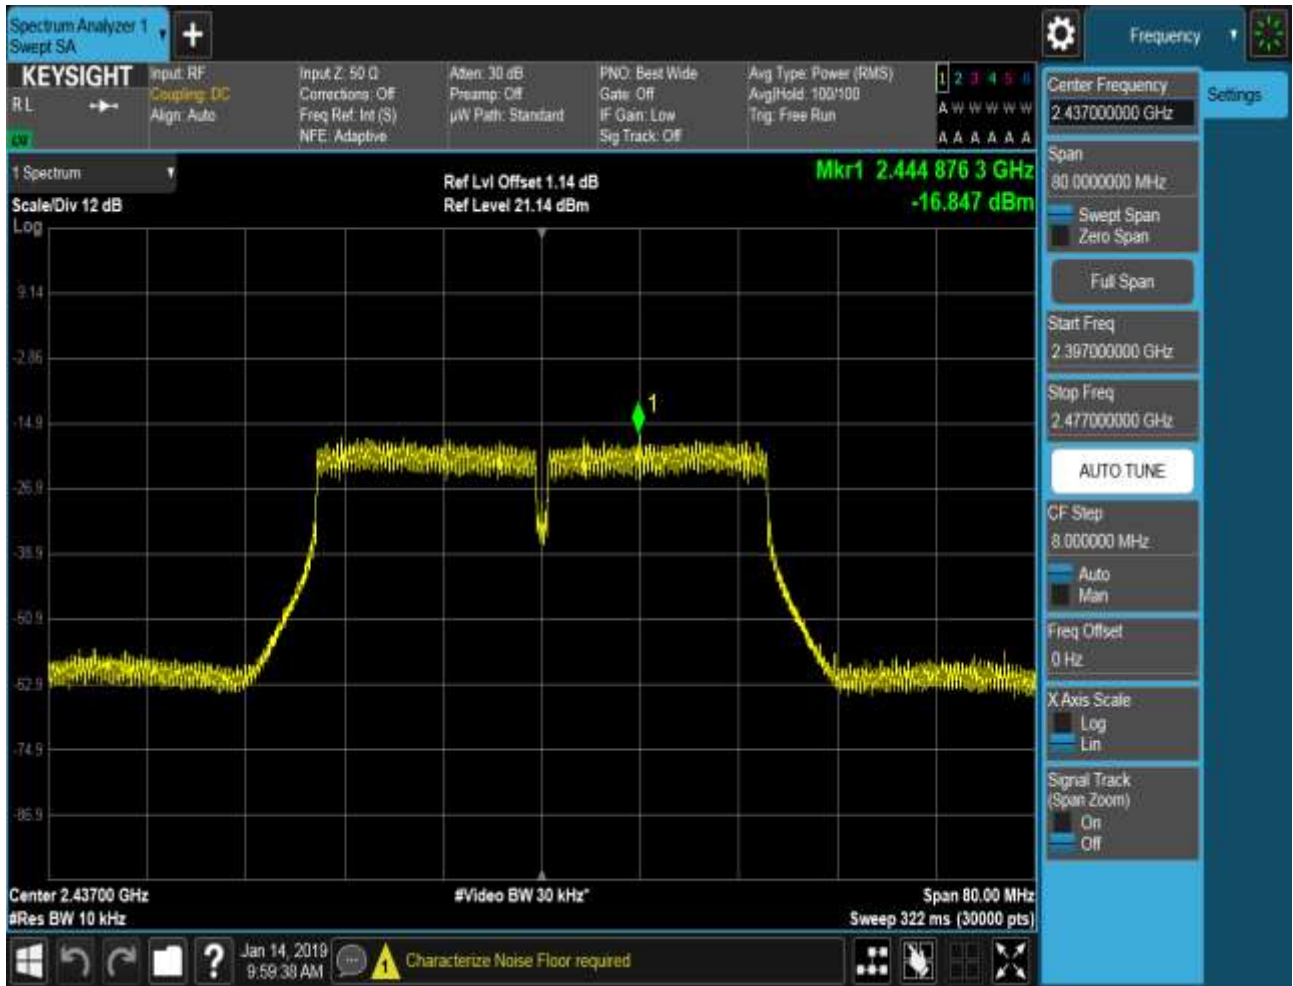 Spectrum Analyzer 1
Swept SA
+
Frequency
KEYSIGHT
RL
LXI
Input: RF
Coupling: DC
Align: Auto
Input Z: 50 Ω
Corrections: Off
Freq Ref: Int (S)
NFE: Adaptive
Atten: 30 dB
Preamp: Off
µW Path: Standard
PNO: Best Wide
Gate: Off
IF Gain: Low
Sig Track: Off
Avg Type: Power (RMS)
Avg|Hold: 100/100
Trig: Free Run
1 2 3 4 5 6
A W W W W W
A A A A A A
1 Spectrum
Scale/Div 12 dB
Log
Ref Lvl Offset 1.14 dB
Ref Level 21.14 dBm
Mkr1 2.444 876 3 GHz
-16.847 dBm
9.14
-2.86
-14.9
-26.9
-38.9
-50.9
-62.9
-74.9
-86.9
1
Center 2.43700 GHz
#Res BW 10 kHz
#Video BW 30 kHz*
Span 80.00 MHz
Sweep 322 ms (30000 pts)
Center Frequency
2.437000000 GHz
Settings
Span
80.0000000 MHz
Swept Span
Zero Span
Full Span
Start Freq
2.397000000 GHz
Stop Freq
2.477000000 GHz
AUTO TUNE
CF Step
8.000000 MHz
Auto
Man
Freq Offset
0 Hz
X Axis Scale
Log
Lin
Signal Track
(Span Zoom)
On
Off
?
Jan 14, 2019
9:59:38 AM
1
Characterize Noise Floor required